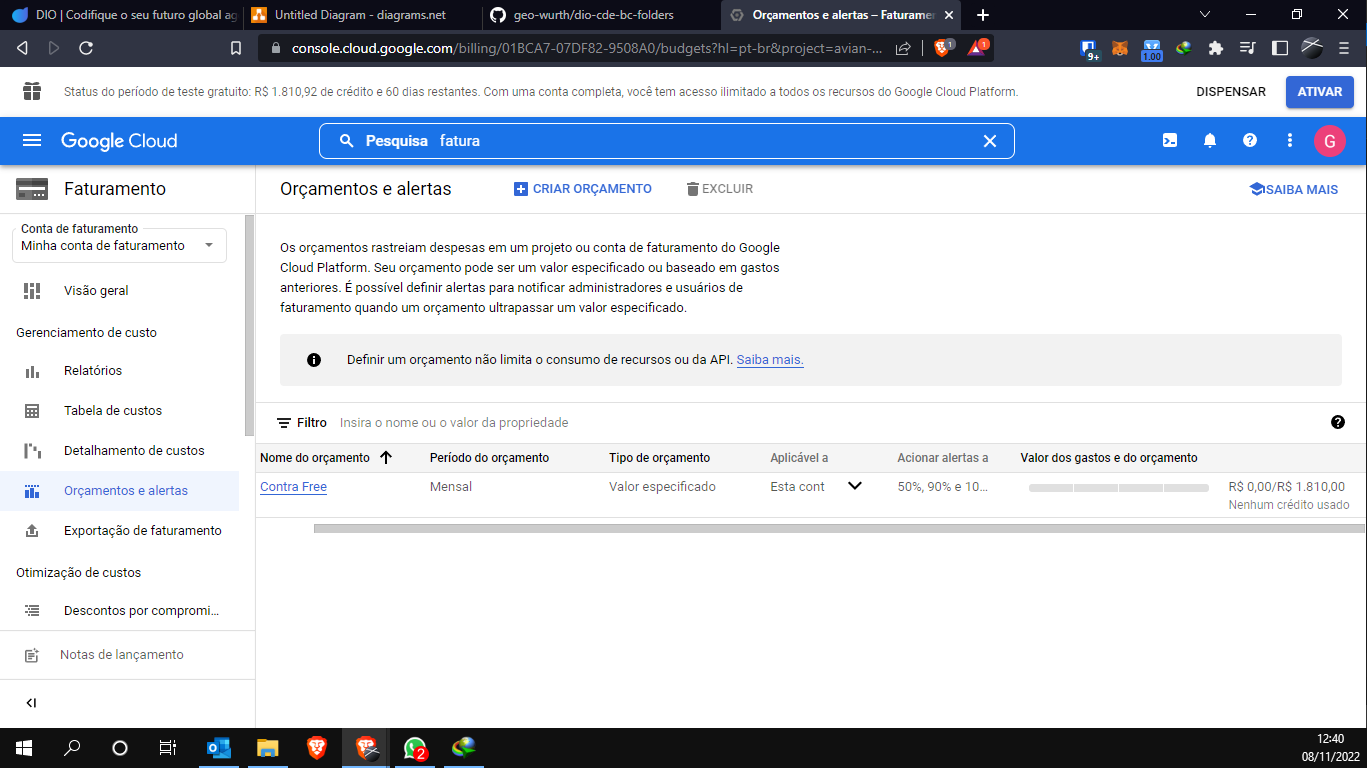 DIO | Codifique o seu futuro global ag
Untitled Diagram - diagrams.net
geo-wurth/dio-cde-bc-folders
Orçamentos e alertas – Faturamen
console.cloud.google.com/billing/01BCA7-07DF82-9508A0/budgets?hl=pt-br&project=avian-...
1
1
9+
1.00
Status do período de teste gratuito: R$ 1.810,92 de crédito e 60 dias restantes. Com uma conta completa, você tem acesso ilimitado a todos os recursos do Google Cloud Platform.
DISPENSAR
ATIVAR
Google Cloud
Pesquisa fatura
G
Faturamento
Orçamentos e alertas
CRIAR ORÇAMENTO
EXCLUIR
SAIBA MAIS
Conta de faturamento
Minha conta de faturamento
Visão geral
Gerenciamento de custo
Relatórios
Tabela de custos
Detalhamento de custos
Orçamentos e alertas
Exportação de faturamento
Otimização de custos
Descontos por compromi...
Notas de lançamento
Os orçamentos rastreiam despesas em um projeto ou conta de faturamento do Google
Cloud Platform. Seu orçamento pode ser um valor especificado ou baseado em gastos
anteriores. É possível definir alertas para notificar administradores e usuários de
faturamento quando um orçamento ultrapassar um valor especificado.
Definir um orçamento não limita o consumo de recursos ou da API. Saiba mais.
Filtro Insira o nome ou o valor da propriedade
Nome do orçamento Período do orçamento Tipo de orçamento Aplicável a Acionar alertas a Valor dos gastos e do orçamento
Contra Free Mensal Valor especificado Esta cont 50%, 90% e 10... R$ 0,00/R$ 1.810,00
Nenhum crédito usado
2
12:40
08/11/2022